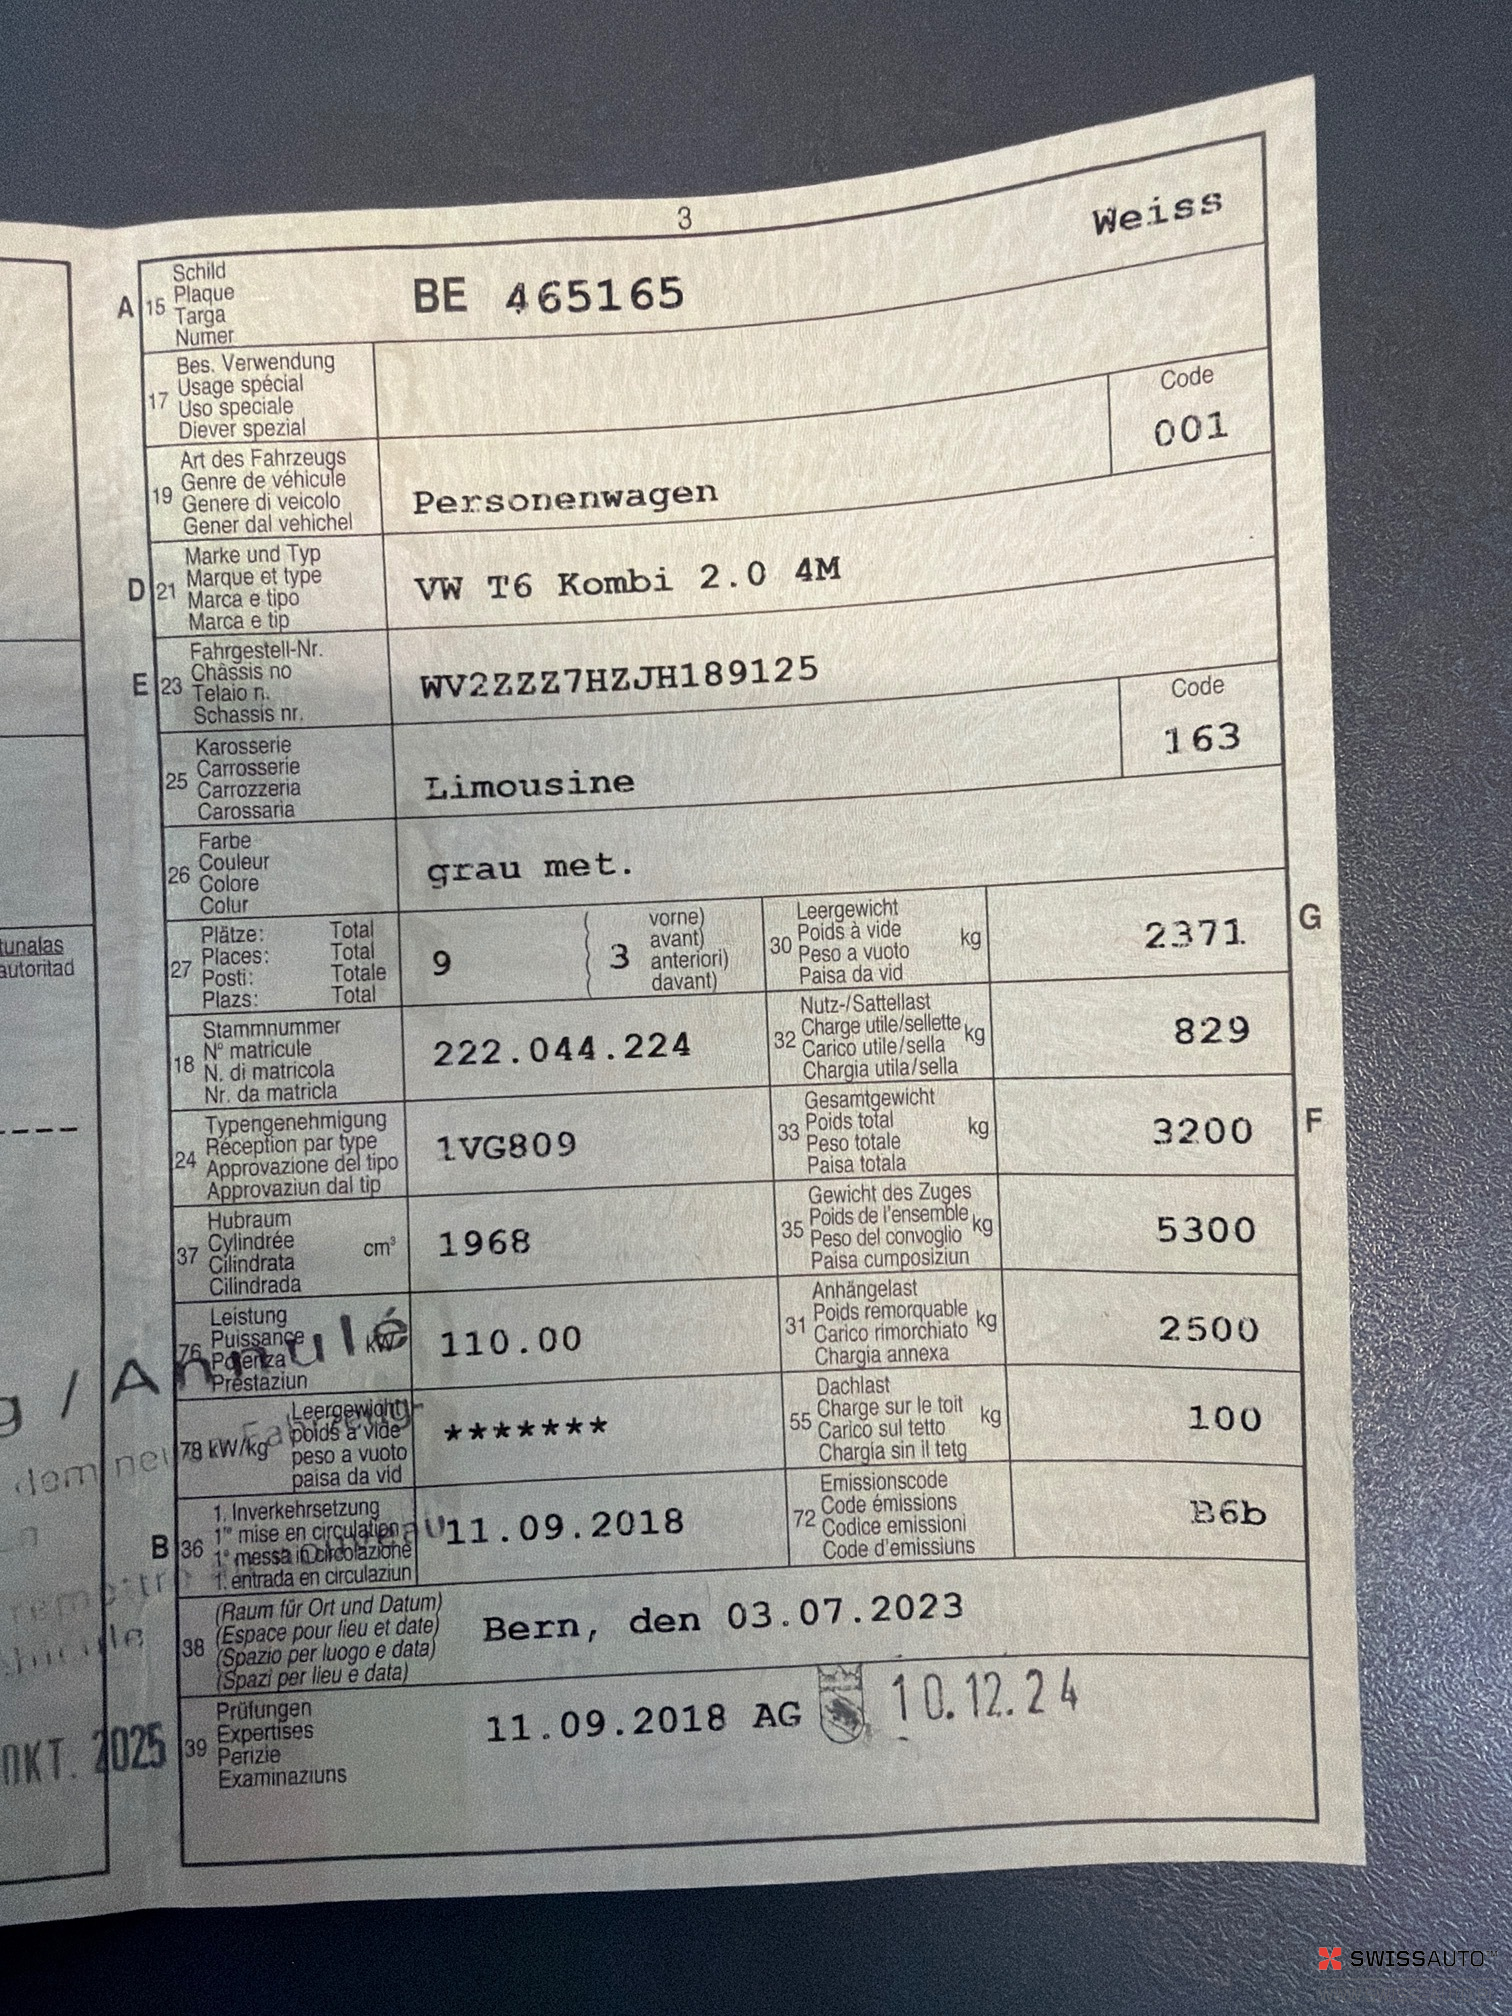 3
Weiss
A 15 Schild
Plaque
Targa
Numer
BE 465165
17 Bes. Verwendung
Usage spécial
Uso speciale
Diever spezial
19 Art des Fahrzeugs
Genre de véhicule
Genere di veicolo
Gener dal vehichel
Personenwagen
Code
001
D 21 Marke und Typ
Marque et type
Marca e tipo
Marca e tip
VW T6 Kombi 2.0 4M
E 23 Fahrgestell-Nr.
Châssis no
Telaio n.
Schassis nr.
WV2ZZZ7HZJH189125
25 Karosserie
Carrosserie
Carrozzeria
Carossaria
Limousine
Code
163
26 Farbe
Couleur
Colore
Colur
grau met.
27 Plätze: Total
Places: Total
Posti: Totale
Plazs: Total
9
3
vorne)
avant)
anteriori)
davant)
30 Leergewicht
Poids à vide
Peso a vuoto
Paisa da vid
kg
2371
G
18 Stammnummer
N° matricule
N. di matricola
Nr. da matricla
222.044.224
32 Nutz-/Sattellast
Charge utile/sellette
Carico utile/sella
Chargia utila/sella
kg
829
24 Typengenehmigung
Réception par type
Approvazione del tipo
Approvaziun dal tip
1VG809
33 Gesamtgewicht
Poids total
Peso totale
Paisa totala
kg
3200
F
37 Hubraum
Cylindrée
Cilindrata
Cilindrada
cm³
1968
35 Gewicht des Zuges
Poids de l'ensemble
Peso del convoglio
Paisa cumposiziun
kg
5300
76 Leistung
Puissance
Potenza
Prestaziun
kW
110.00
31 Anhängelast
Poids remorquable
Carico rimorchiato
Chargia annexa
kg
2500
78 kW/kg
Leergewicht
poids à vide
peso a vuoto
paisa da vid
*******
55 Dachlast
Charge sur le toit
Carico sul tetto
Chargia sin il tetg
kg
100
B 36 1. Inverkehrsetzung
1re mise en circulation
1a messa in circolazione
1. entrada en circulaziun
11.09.2018
72 Emissionscode
Code émissions
Codice emissioni
Code d'emissiuns
B6b
38 (Raum für Ort und Datum)
(Espace pour lieu et date)
(Spazio per luogo e data)
(Spazi per lieu e data)
Bern, den 03.07.2023
39 Prüfungen
Expertises
Perizie
Examinaziuns
11.09.2018 AG
10.12.24
tunalas
autoritad
g / Annulé
dem neuen Fahrzeug
nouveau
OKT. 2025
SWISSAUTO